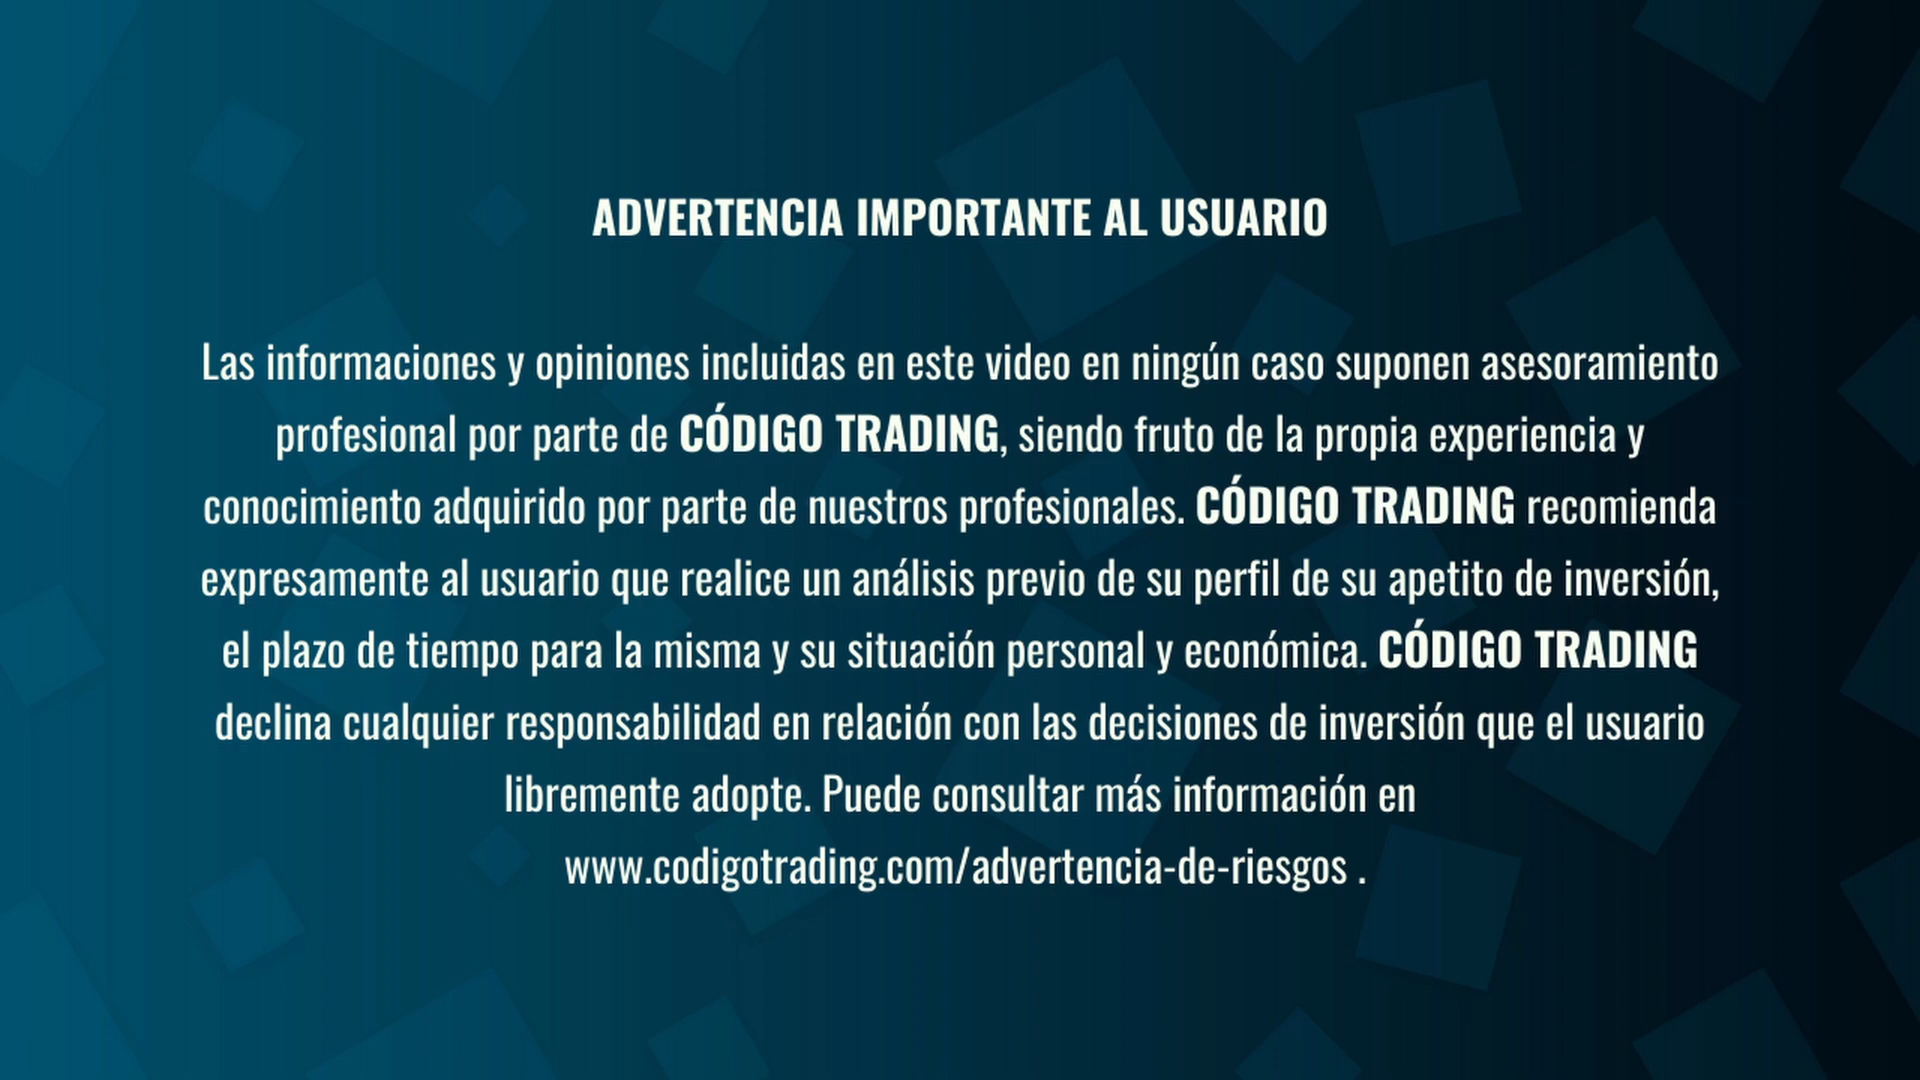 ADVERTENCIA IMPORTANTE AL USUARIO
Las informaciones y opiniones incluidas en este video en ningún caso suponen asesoramiento
profesional por parte de CÓDIGO TRADING, siendo fruto de la propia experiencia y
conocimiento adquirido por parte de nuestros profesionales. CÓDIGO TRADING recomienda
expresamente al usuario que realice un análisis previo de su perfil de su apetito de inversión,
el plazo de tiempo para la misma y su situación personal y económica. CÓDIGO TRADING
declina cualquier responsabilidad en relación con las decisiones de inversión que el usuario
libremente adopte. Puede consultar más información en
www.codigotrading.com/advertencia-de-riesgos .